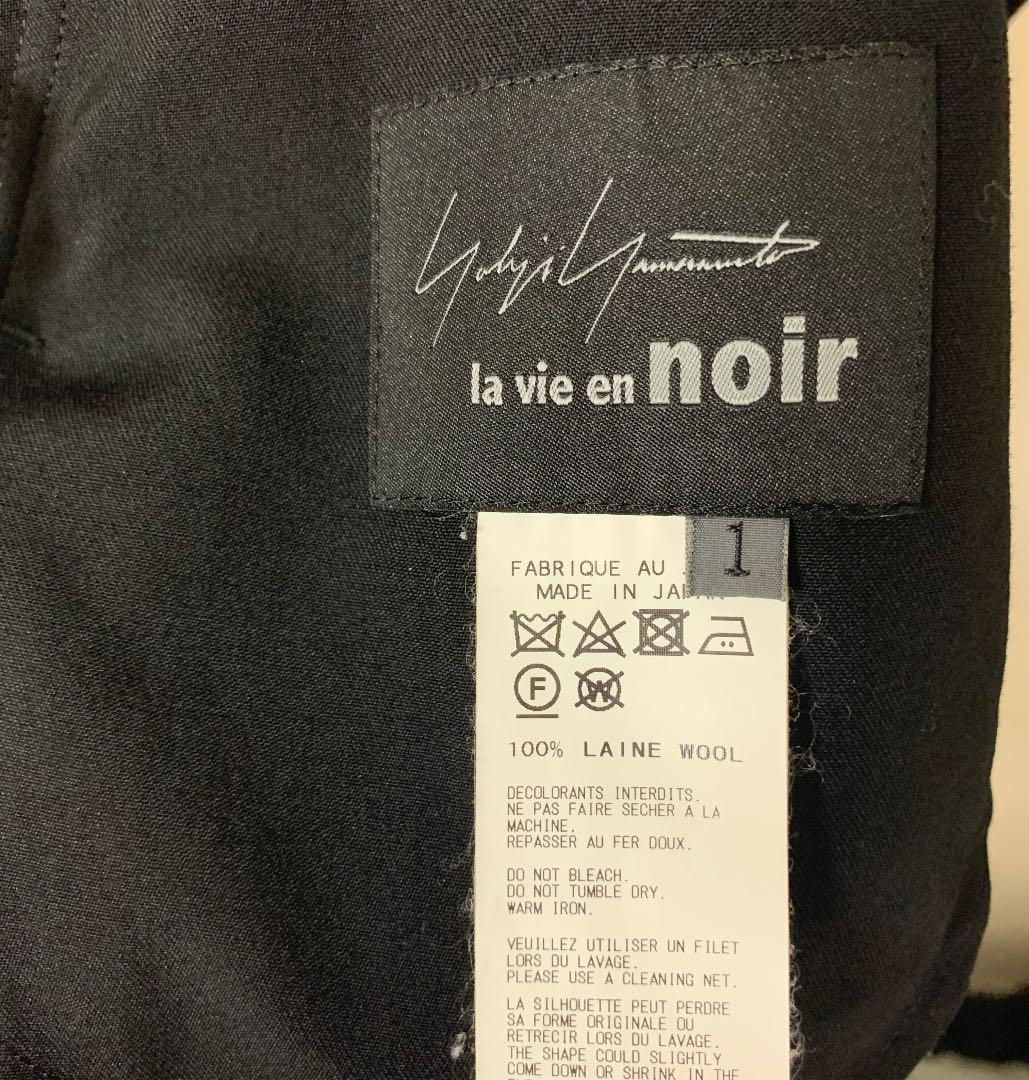 Yohji Yamamoto
la vie en noir
1
FABRIQUE AU
MADE IN JAPAN
F
W
100% LAINE WOOL
DECOLORANTS INTERDITS.
NE PAS FAIRE SECHER A LA
MACHINE.
REPASSER AU FER DOUX.
DO NOT BLEACH.
DO NOT TUMBLE DRY.
WARM IRON.
VEUILLEZ UTILISER UN FILET
LORS DU LAVAGE.
PLEASE USE A CLEANING NET.
LA SILHOUETTE PEUT PERDRE
SA FORME ORIGINALE OU
RETRECIR LORS DU LAVAGE.
THE SHAPE COULD SLIGHTLY
COME DOWN OR SHRINK IN THE